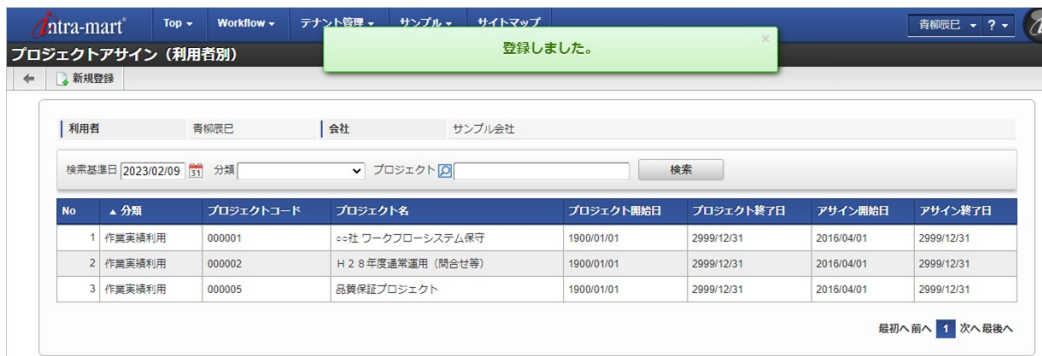 intra-mart Top Workflow テナント管理 サンプル サイトマップ 青柳辰巳 ?
登録しました。 ×
プロジェクトアサイン（利用者別）
新規登録
利用者 青柳辰巳 会社 サンプル会社
検索基準日 2023/02/09 31 分類 プロジェクト 検索
No ▲ 分類 プロジェクトコード プロジェクト名 プロジェクト開始日 プロジェクト終了日 アサイン開始日 アサイン終了日
1 作業実績利用 000001 ○○社 ワークフローシステム保守 1900/01/01 2999/12/31 2016/04/01 2999/12/31
2 作業実績利用 000002 Ｈ２８年度通常運用（問合せ等） 1900/01/01 2999/12/31 2016/04/01 2999/12/31
3 作業実績利用 000005 品質保証プロジェクト 1900/01/01 2999/12/31 2016/04/01 2999/12/31
最初へ 前へ 1 次へ 最後へ